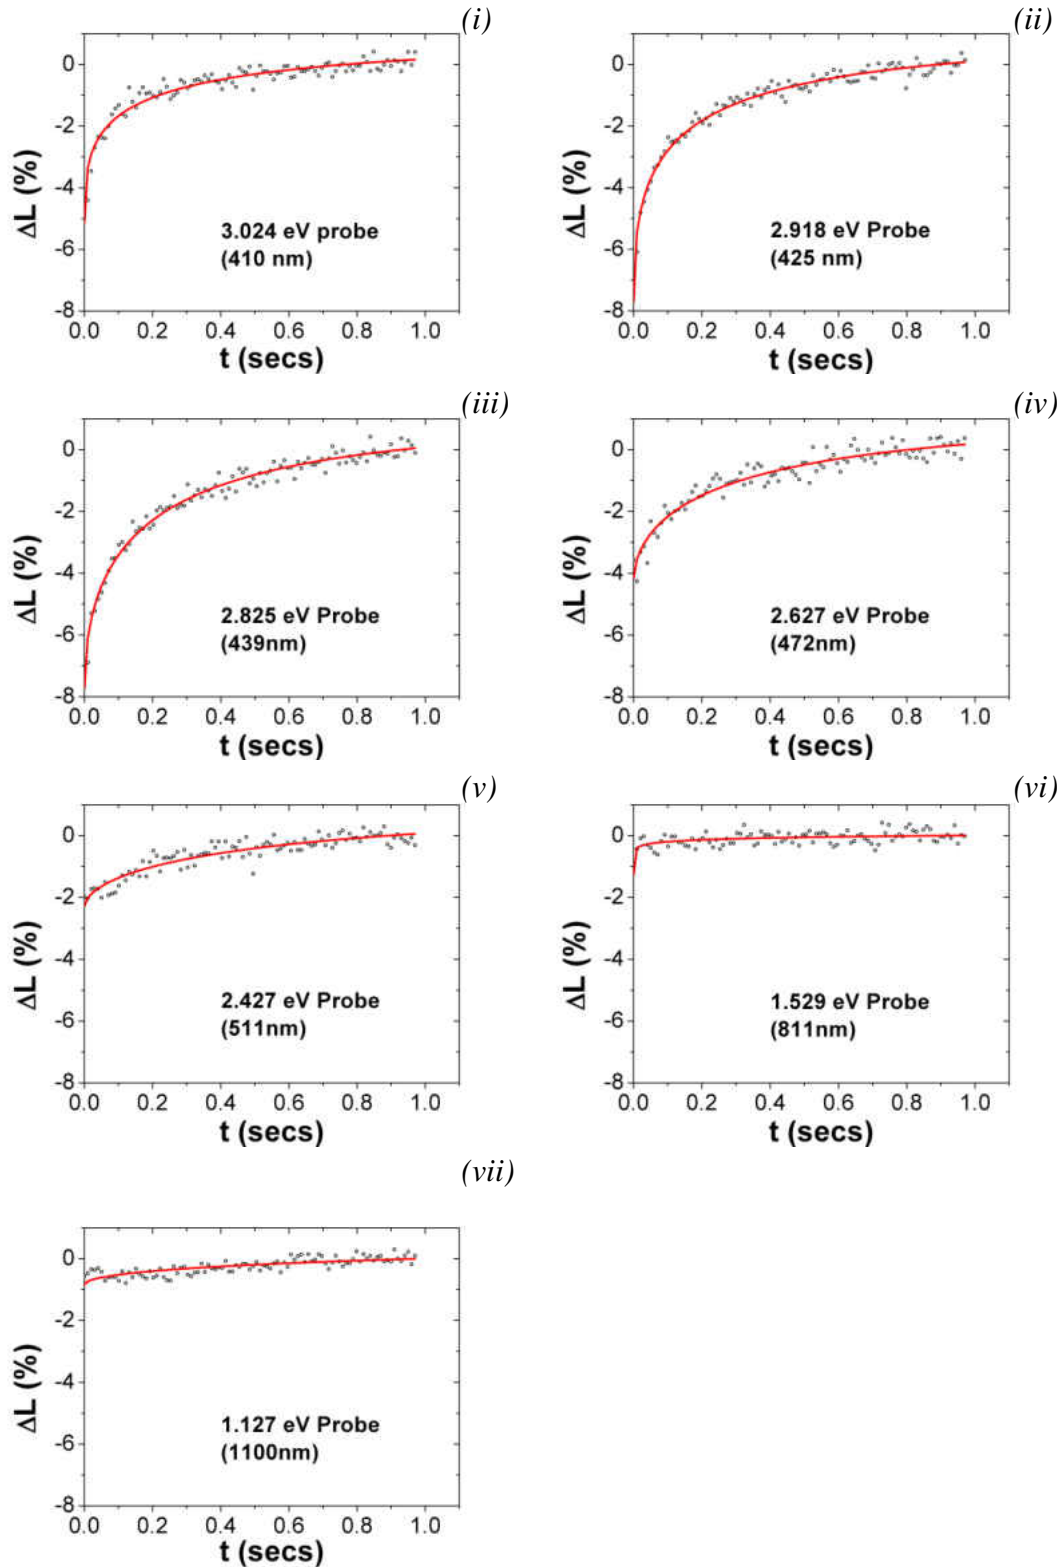 (i)
ΔL (%)
0
-2
-4
-6
-8
3.024 eV probe
(410 nm)
0.0 0.2 0.4 0.6 0.8 1.0
t (secs)
(ii)
ΔL (%)
0
-2
-4
-6
-8
2.918 eV Probe
(425 nm)
0.0 0.2 0.4 0.6 0.8 1.0
t (secs)
(iii)
ΔL (%)
0
-2
-4
-6
-8
2.825 eV Probe
(439nm)
0.0 0.2 0.4 0.6 0.8 1.0
t (secs)
(iv)
ΔL (%)
0
-2
-4
-6
-8
2.627 eV Probe
(472nm)
0.0 0.2 0.4 0.6 0.8 1.0
t (secs)
(v)
ΔL (%)
0
-2
-4
-6
-8
2.427 eV Probe
(511nm)
0.0 0.2 0.4 0.6 0.8 1.0
t (secs)
(vi)
ΔL (%)
0
-2
-4
-6
-8
1.529 eV Probe
(811nm)
0.0 0.2 0.4 0.6 0.8 1.0
t (secs)
(vii)
ΔL (%)
0
-2
-4
-6
-8
1.127 eV Probe
(1100nm)
0.0 0.2 0.4 0.6 0.8 1.0
t (secs)